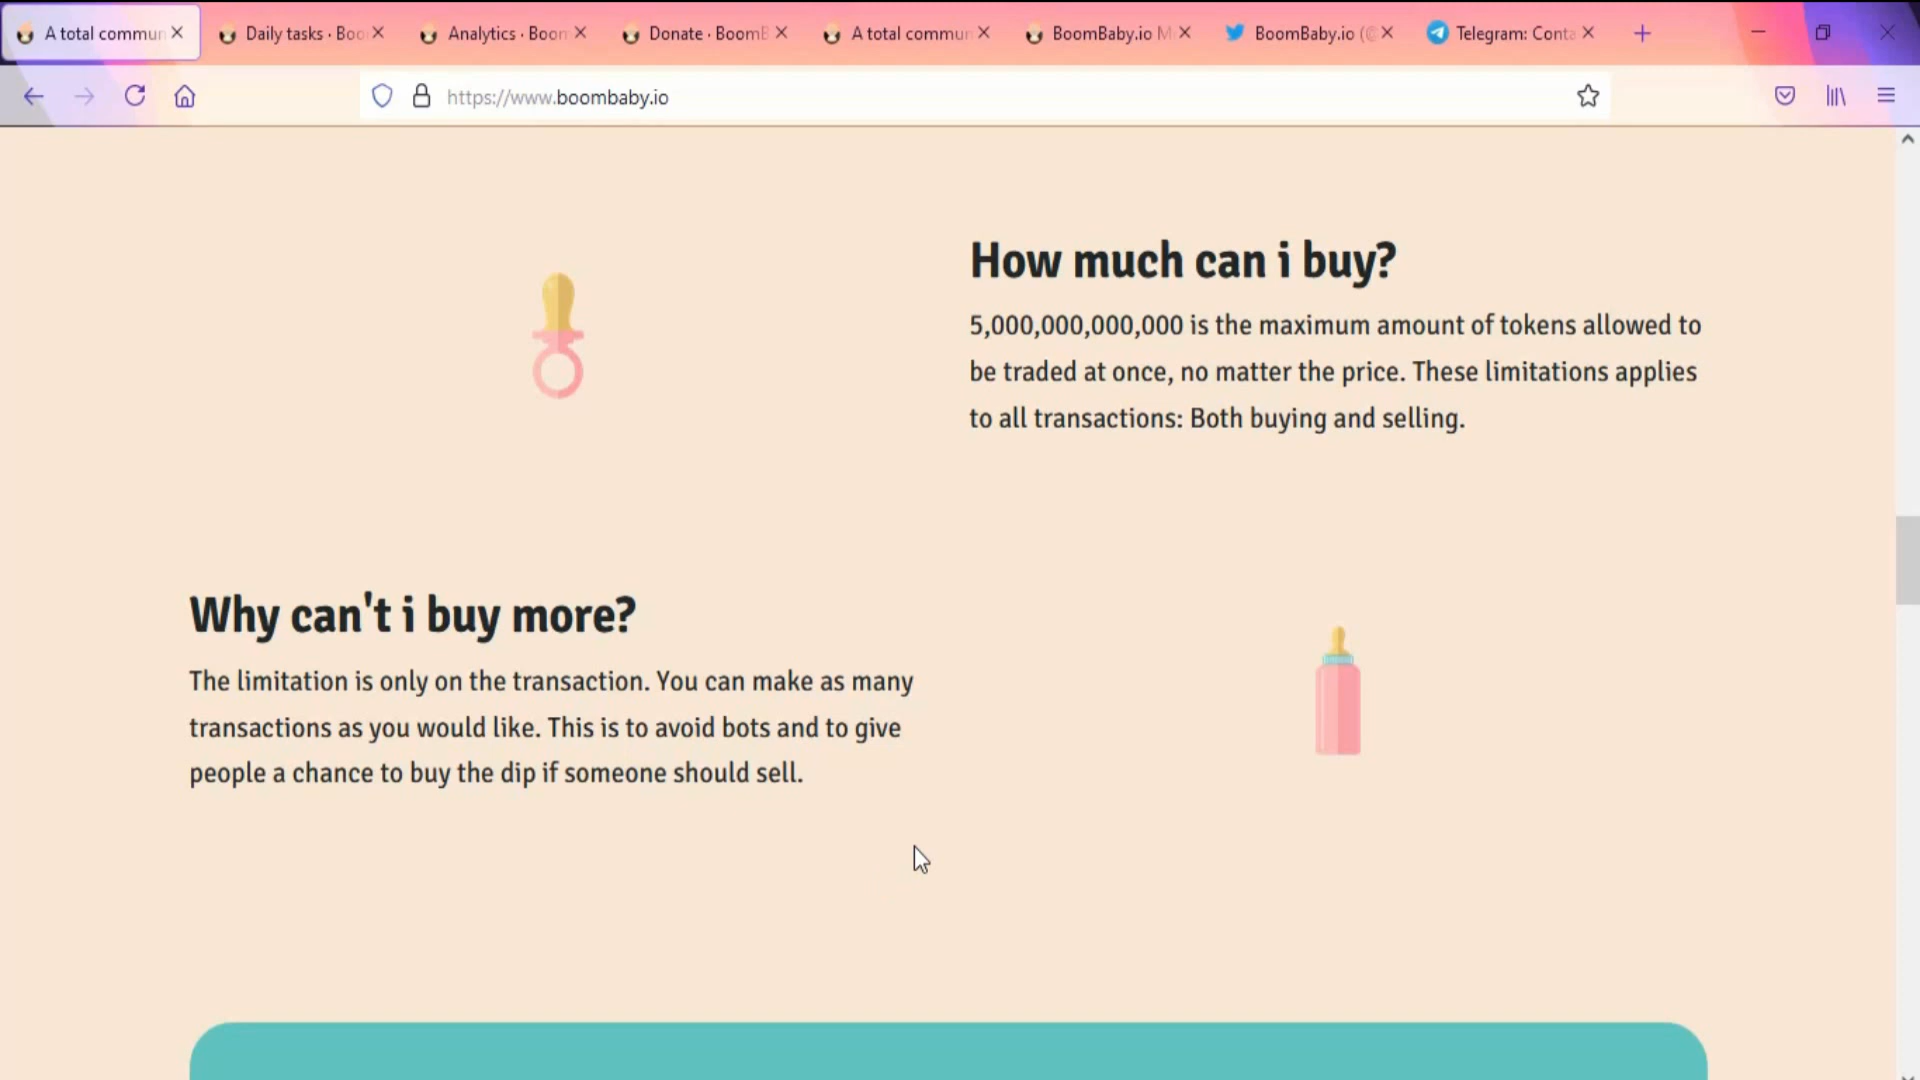 A total commun
Daily tasks · Boo
Analytics · Boom
Donate · BoomB
A total commun
BoomBaby.io M
BoomBaby.io (@
Telegram: Conta
https://www.boombaby.io
How much can i buy?
5,000,000,000,000 is the maximum amount of tokens allowed to
be traded at once, no matter the price. These limitations applies
to all transactions: Both buying and selling.
Why can't i buy more?
The limitation is only on the transaction. You can make as many
transactions as you would like. This is to avoid bots and to give
people a chance to buy the dip if someone should sell.